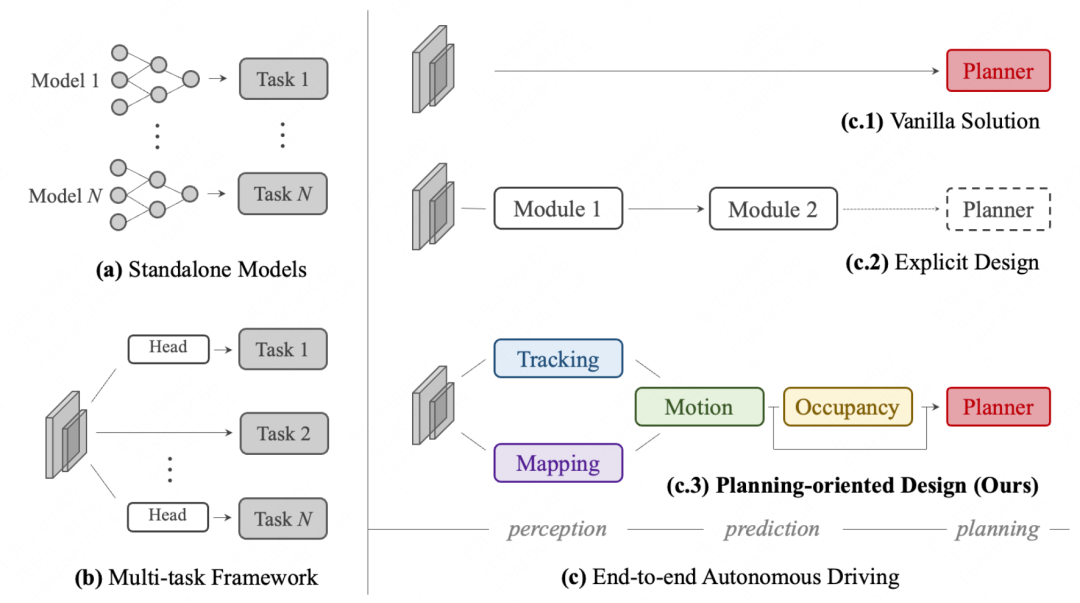 Model 1
Task 1
Model N
Task N
(a) Standalone Models
Head
Task 1
Task 2
Head
Task N
(b) Multi-task Framework
Planner
(c.1) Vanilla Solution
Module 1
Module 2
Planner
(c.2) Explicit Design
Tracking
Motion
Occupancy
Planner
Mapping
(c.3) Planning-oriented Design (Ours)
perception
prediction
planning
(c) End-to-end Autonomous Driving